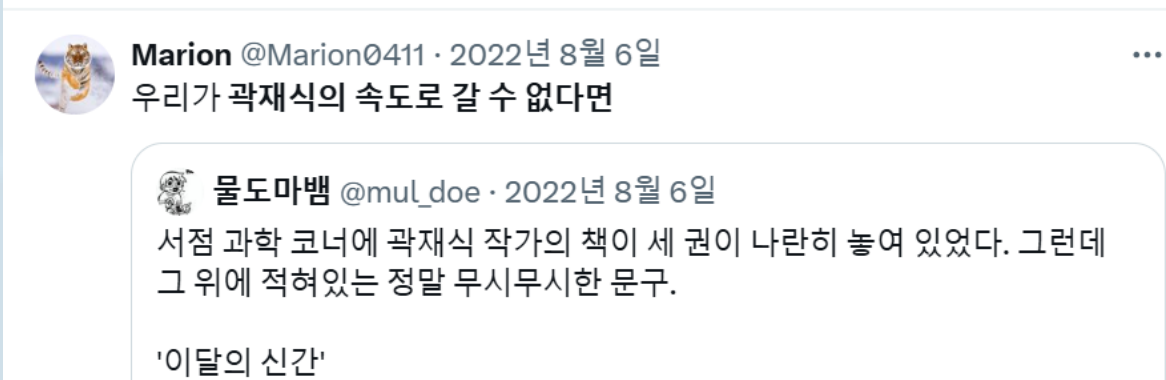 Marion @Marion0411 · 2022년 8월 6일
우리가 곽재식의 속도로 갈 수 없다면
물도마뱀 @mul_doe · 2022년 8월 6일
서점 과학 코너에 곽재식 작가의 책이 세 권이 나란히 놓여 있었다. 그런데
그 위에 적혀있는 정말 무시무시한 문구.
'이달의 신간'